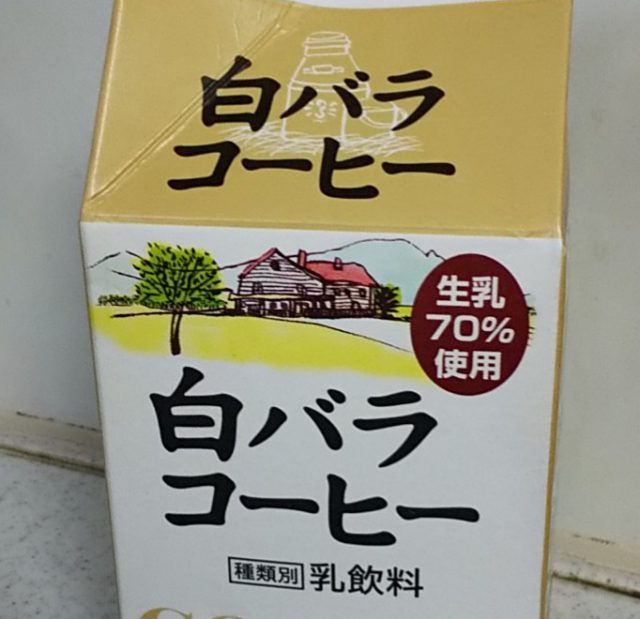 白バラ
コーヒー
生乳
70%
使用
白バラ
コーヒー
種類別 乳飲料